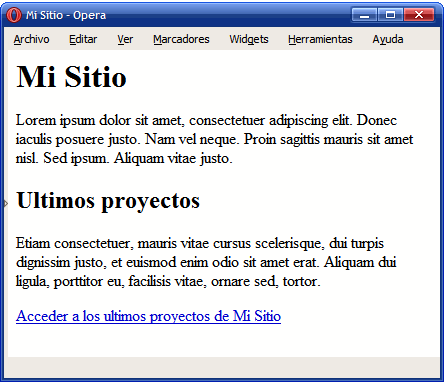 Mi Sitio - Opera
Archivo Editar Ver Marcadores Widgets Herramientas Ayuda
Mi Sitio
Lorem ipsum dolor sit amet, consectetuer adipiscing elit. Donec
iaculis posuere justo. Nam vel neque. Proin sagittis mauris sit amet
nisl. Sed ipsum. Aliquam vitae justo.
Ultimos proyectos
Etiam consectetuer, mauris vitae cursus scelerisque, dui turpis
dignissim justo, et euismod enim odio sit amet erat. Aliquam dui
ligula, porttitor eu, facilisis vitae, ornare sed, tortor.
Acceder a los ultimos proyectos de Mi Sitio